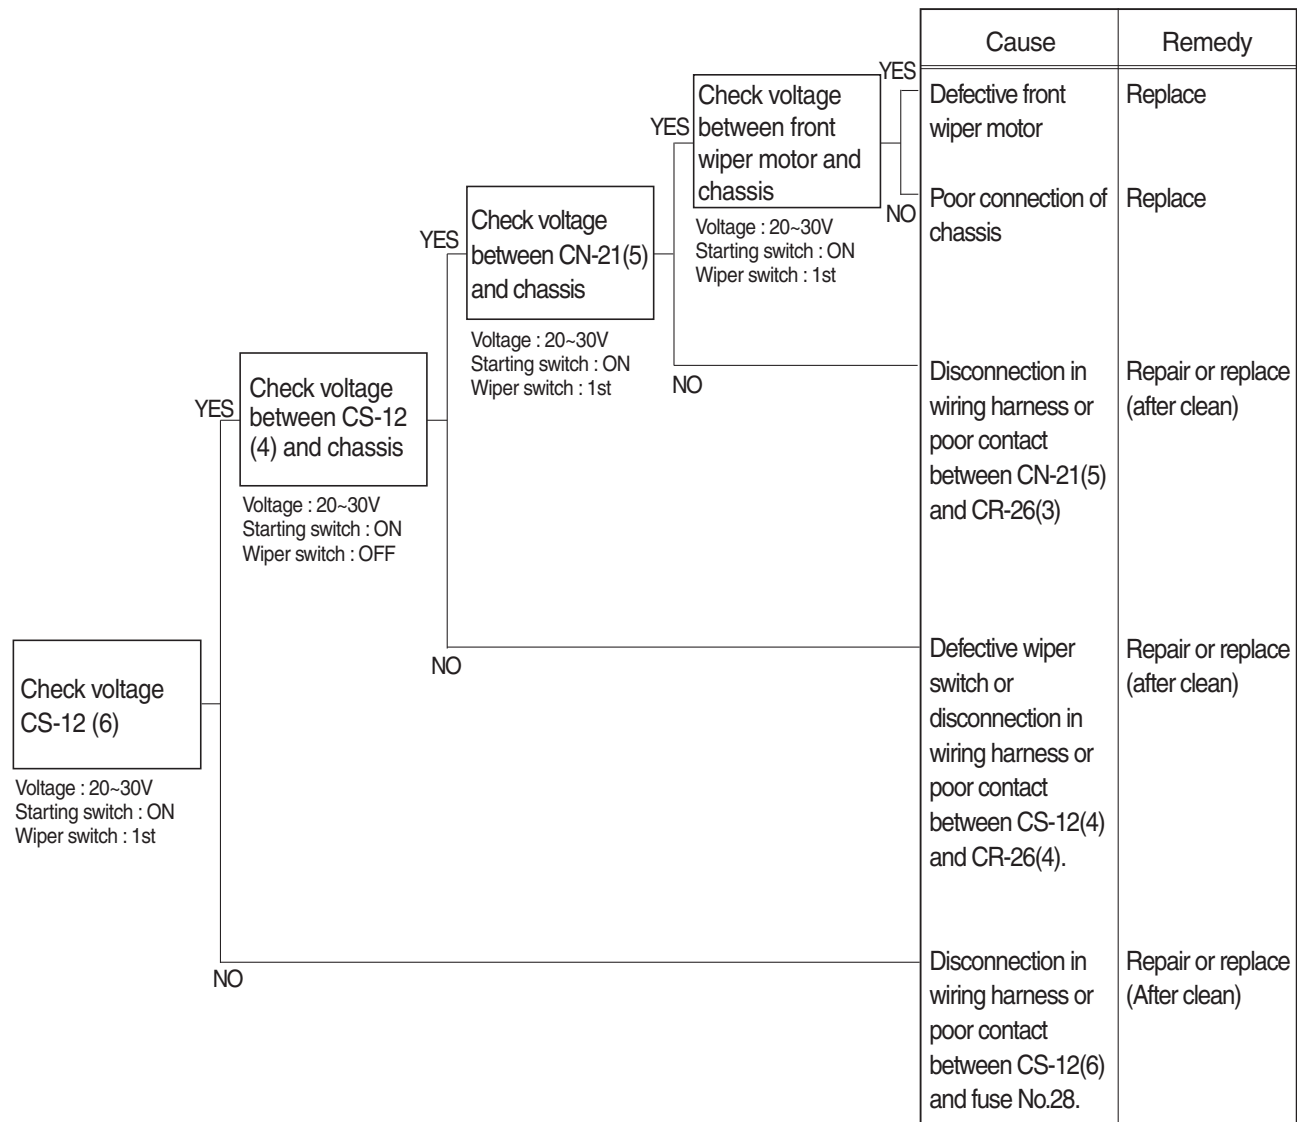 Cause
Remedy
YES
Check voltage
between front
wiper motor and
chassis
YES
Defective front
wiper motor
Replace
NO
Poor connection of
chassis
Replace
Voltage : 20~30V
Starting switch : ON
Wiper switch : 1st
YES
Check voltage
between CN-21(5)
and chassis
Voltage : 20~30V
Starting switch : ON
Wiper switch : 1st
NO
Disconnection in
wiring harness or
poor contact
between CN-21(5)
and CR-26(3)
Repair or replace
(after clean)
YES
Check voltage
between CS-12
(4) and chassis
Voltage : 20~30V
Starting switch : ON
Wiper switch : OFF
NO
Defective wiper
switch or
disconnection in
wiring harness or
poor contact
between CS-12(4)
and CR-26(4).
Repair or replace
(after clean)
Check voltage
CS-12 (6)
Voltage : 20~30V
Starting switch : ON
Wiper switch : 1st
NO
Disconnection in
wiring harness or
poor contact
between CS-12(6)
and fuse No.28.
Repair or replace
(After clean)